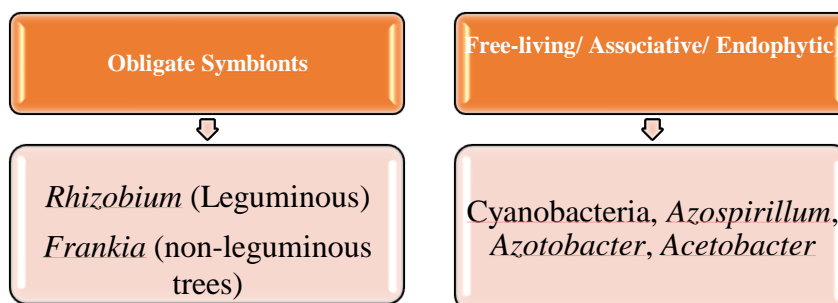 Obligate Symbionts
Free-living/ Associative/ Endophytic
Rhizobium (Leguminous)
Frankia (non-leguminous
trees)
Cyanobacteria, Azospirillum,
Azotobacter, Acetobacter